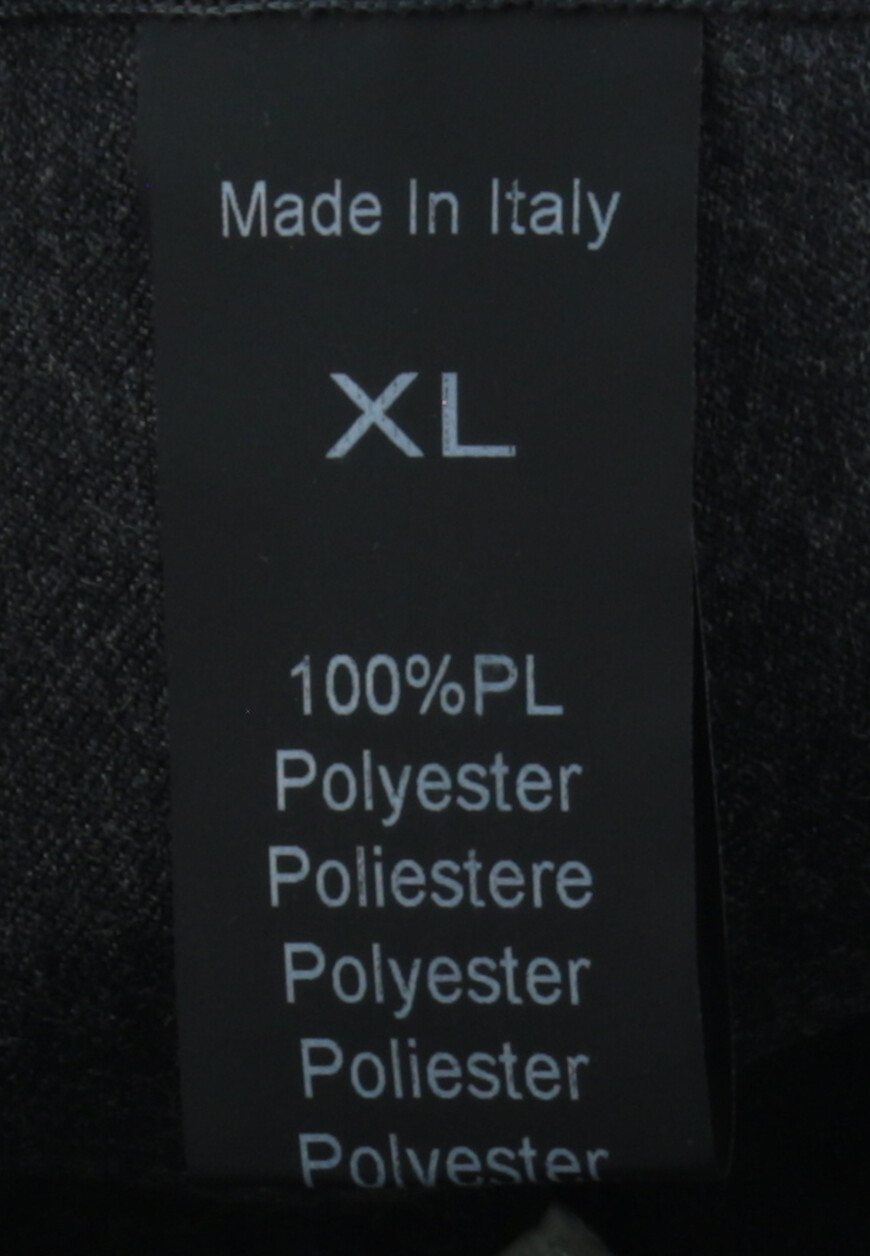 Made In Italy
XL
100%PL
Polyester
Poliestere
Polyester
Poliester
Polyester